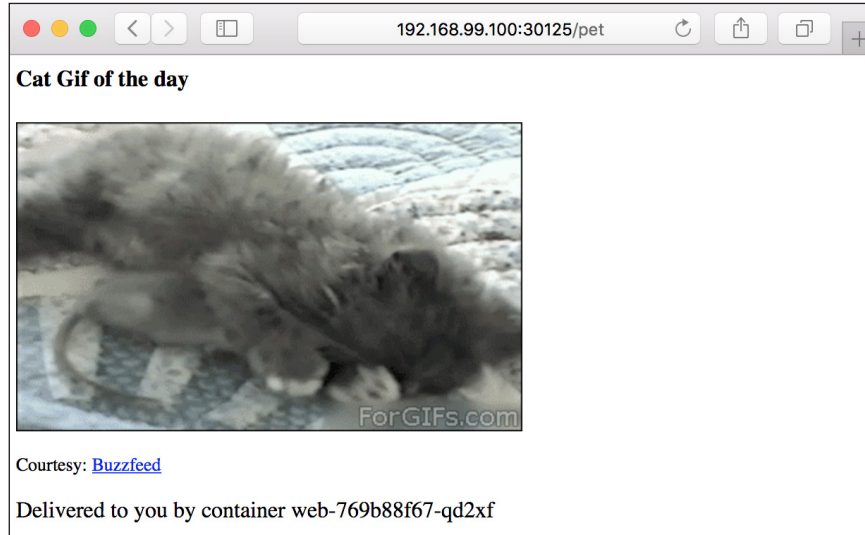 192.168.99.100:30125/pet
Cat Gif of the day
ForGIFs.com
Courtesy: Buzzfeed
Delivered to you by container web-769b88f67-qd2xf